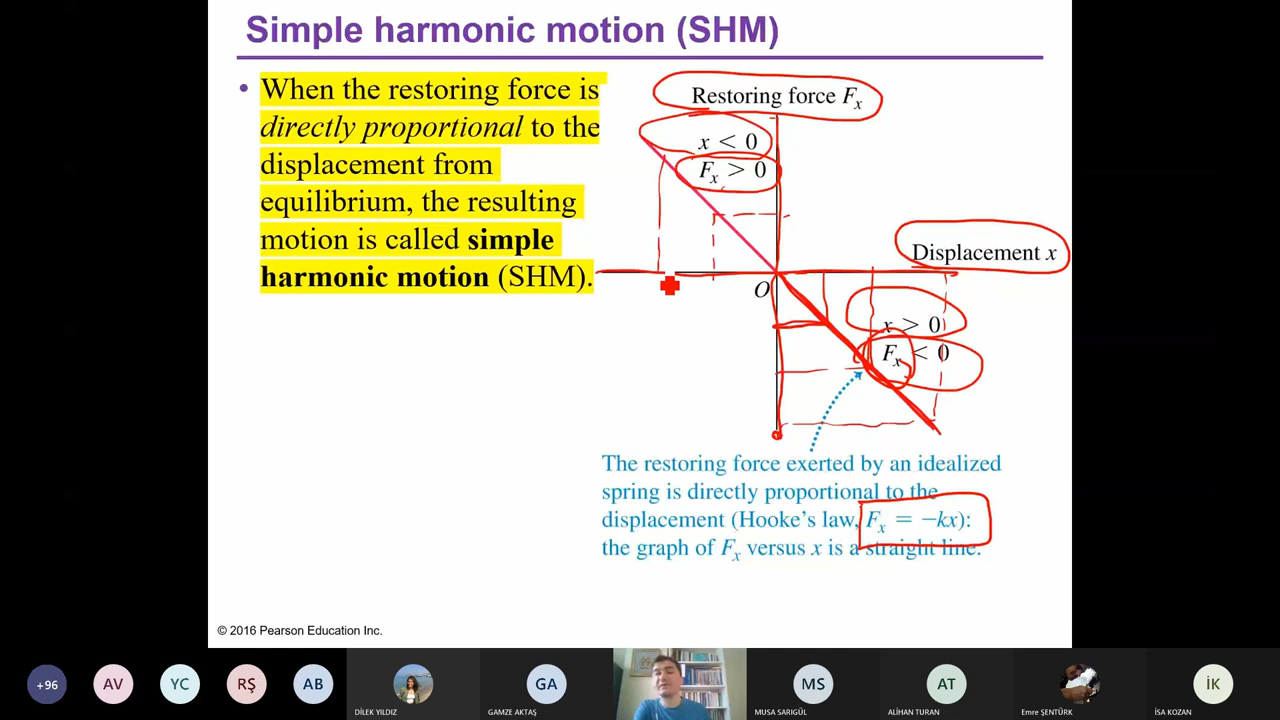 Simple harmonic motion (SHM)
• When the restoring force is
directly proportional to the
displacement from
equilibrium, the resulting
motion is called simple
harmonic motion (SHM).
Restoring force Fx
x < 0
Fx > 0
Displacement x
O
x > 0
Fx < 0
The restoring force exerted by an idealized
spring is directly proportional to the
displacement (Hooke's law, Fx = −kx):
the graph of Fx versus x is a straight line.
© 2016 Pearson Education Inc.
+96
AV
YC
RŞ
AB
DİLEK YILDIZ
GA
GAMZE AKTAŞ
MS
MUSA SARIGÜL
AT
ALİHAN TURAN
Emre ŞENTÜRK
İK
İSA KOZAN